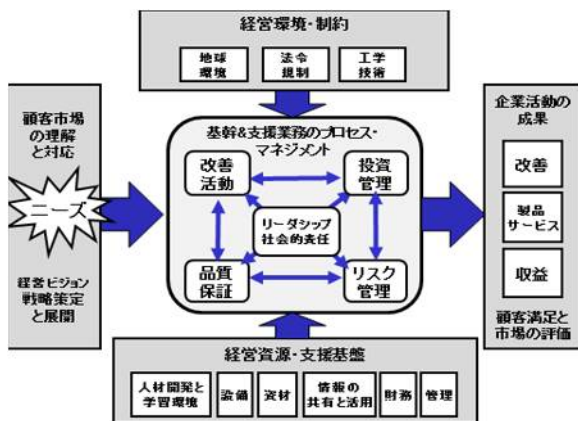 経営環境・制約
地球
環境
法令
規制
工学
技術
顧客市場
の理解
と対応
ニーズ
経営ビジョン
戦略策定
と展開
基幹&支援業務のプロセス・
マネジメント
改善
活動
投資
管理
リーダシップ
社会的責任
品質
保証
リスク
管理
企業活動の
成果
改善
製品
サービス
収益
顧客満足と
市場の評価
経営資源・支援基盤
人材開発と
学習環境
設備
資材
情報の
共有と活用
財務
管理